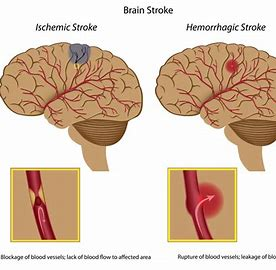 Brain Stroke
Ischemic Stroke
Hemorrhagic Stroke
Blockage of blood vessels; lack of blood flow to affected area
Rupture of blood vessels; leakage of blo